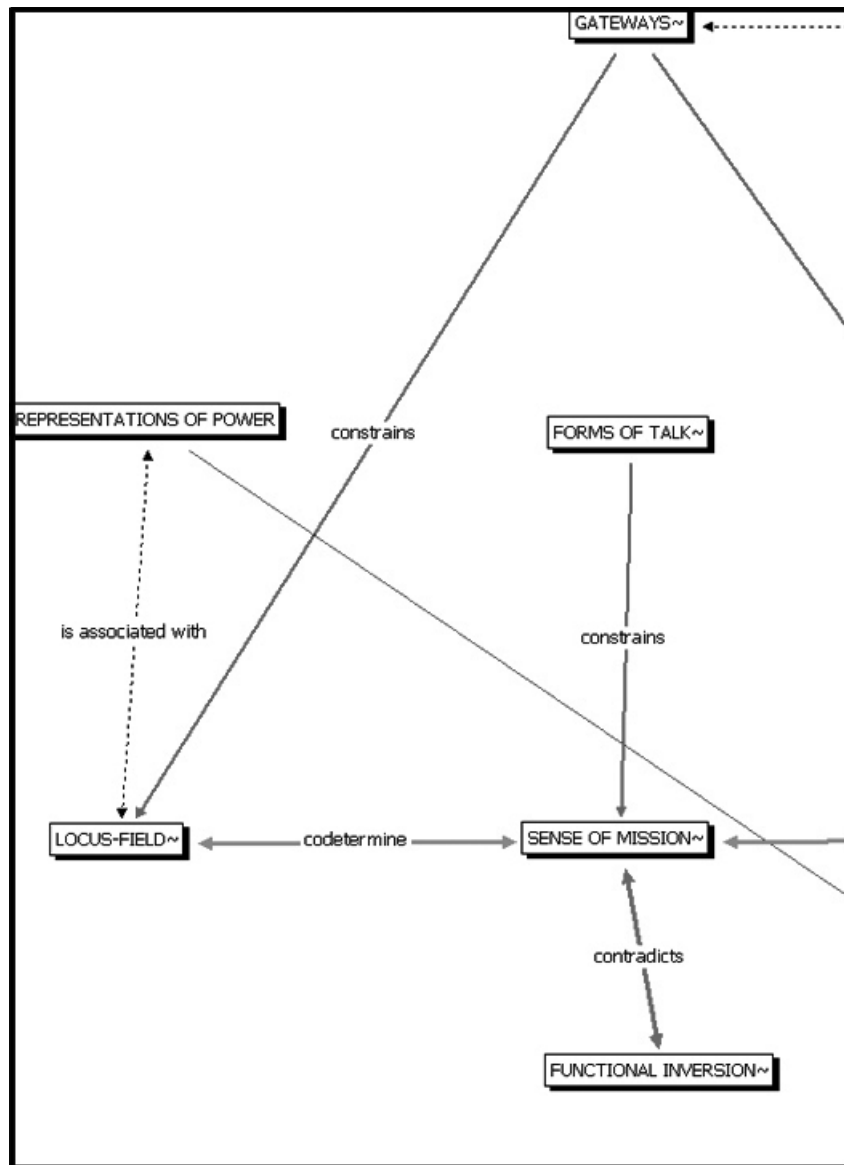 GATEWAYS~
REPRESENTATIONS OF POWER
constrains
FORMS OF TALK~
is associated with
constrains
LOCUS-FIELD~
codetermine
SENSE OF MISSION~
contradicts
FUNCTIONAL INVERSION~